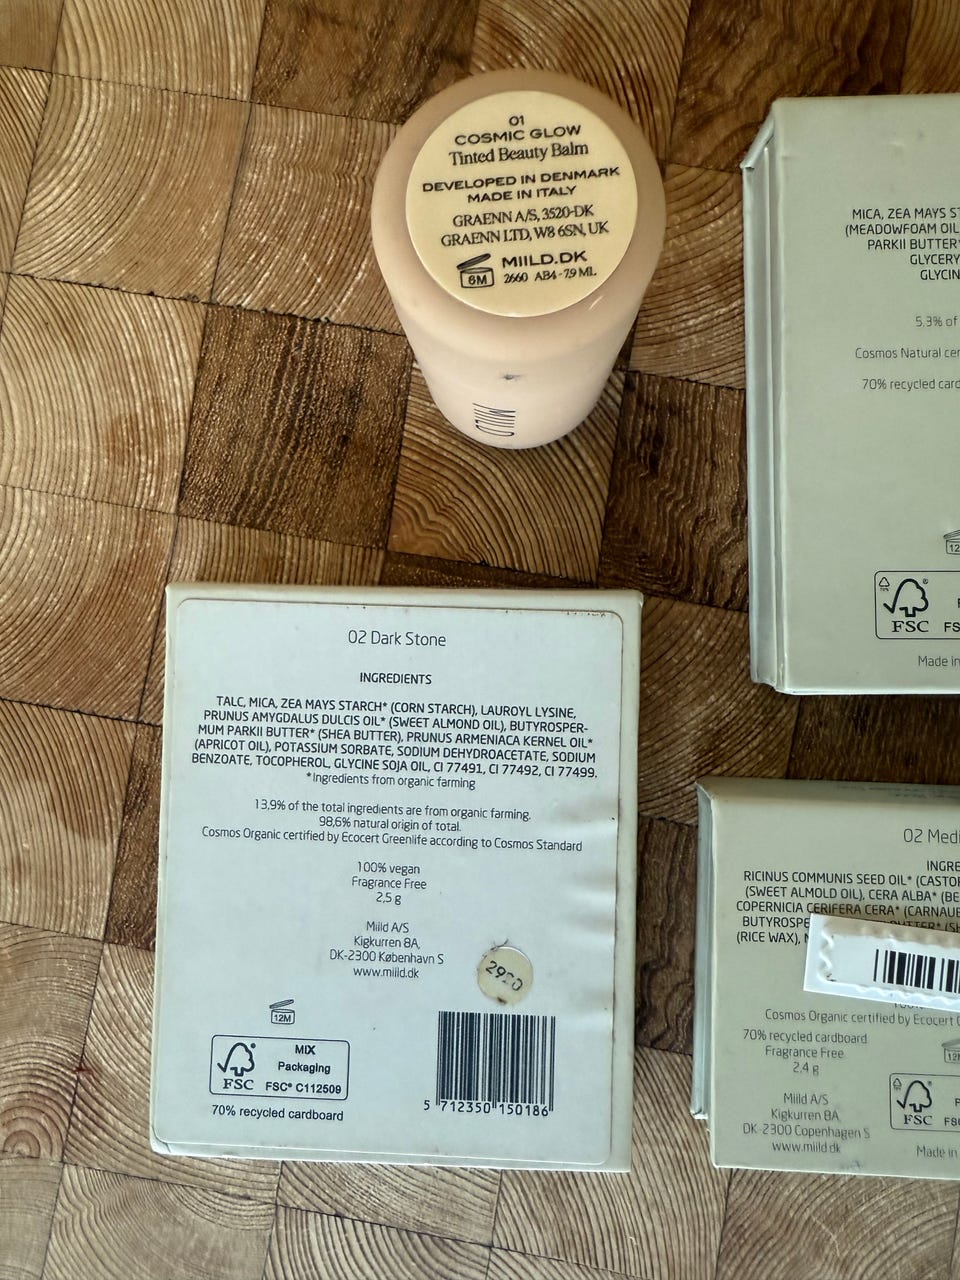 01
COSMIC GLOW
Tinted Beauty Balm
DEVELOPED IN DENMARK
MADE IN ITALY
GRAENN A/S, 3520-DK
GRAENN LTD, W8 6SN, UK
MIILD.DK
6M
2660 AB4 - 7.9 ML
MIILD
MICA, ZEA MAYS
(MEADOWFOAM OIL
PARKII BUTTER*
5.3% of
Cosmos Natural
70% recycled
12
FSC
Made in
02 Dark Stone
INGREDIENTS
TALC, MICA, ZEA MAYS STARCH* (CORN STARCH), LAUROYL LYSINE,
PRUNUS AMYGDALUS DULCIS OIL* (SWEET ALMOND OIL), BUTYROSPER-
MUM PARKII BUTTER* (SHEA BUTTER), PRUNUS ARMENIACA KERNEL OIL*
(APRICOT OIL), POTASSIUM SORBATE, SODIUM DEHYDROACETATE, SODIUM
BENZOATE, TOCOPHEROL, GLYCINE SOJA OIL, CI 77491, CI 77492, CI 77499.
*Ingredients from organic farming
13,9% of the total ingredients are from organic farming.
98,6% natural origin of total.
Cosmos Organic certified by Ecocert Greenlife according to Cosmos Standard
100% vegan
Fragrance Free
2,5 g
Miild A/S
Kigkurren 8A,
DK-2300 København S
www.miild.dk
2920
12M
FSC
MIX
Packaging
FSC® C112509
70% recycled cardboard
5 712350 150186
02 Medi
INGRE
RICINUS COMMUNIS SEED OIL* (CASTOR
(SWEET ALMOLD OIL), CERA ALBA* (BE
COPERNICIA CERIFERA CERA* (CARNAUB
BUTYROSPE
(RICE WAX),
Cosmos Organic certified by Ecocert
70% recycled cardboard
Fragrance Free
2.4 g
12M
Miild A/S
Kigkurren 8A
DK-2300 Copenhagen S
www.miild.dk
FSC
Made in